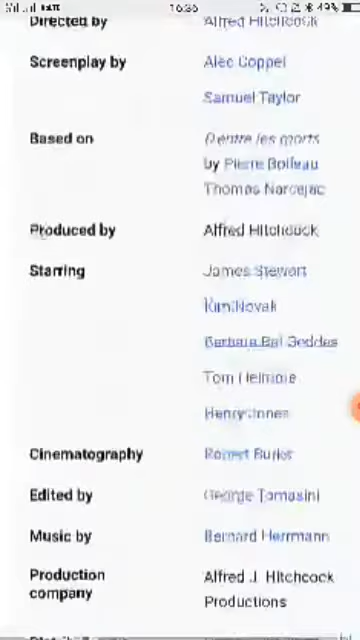 Directed by Alfred Hitchcock
Screenplay by Alec Coppel
Samuel Taylor
Based on D'entre les morts
by Pierre Boileau
Thomas Narcejac
Produced by Alfred Hitchcock
Starring James Stewart
Kim Novak
Barbara Bel Geddes
Tom Helmore
Henry Jones
Cinematography Robert Burks
Edited by George Tomasini
Music by Bernard Herrmann
Production Alfred J. Hitchcock
company Productions